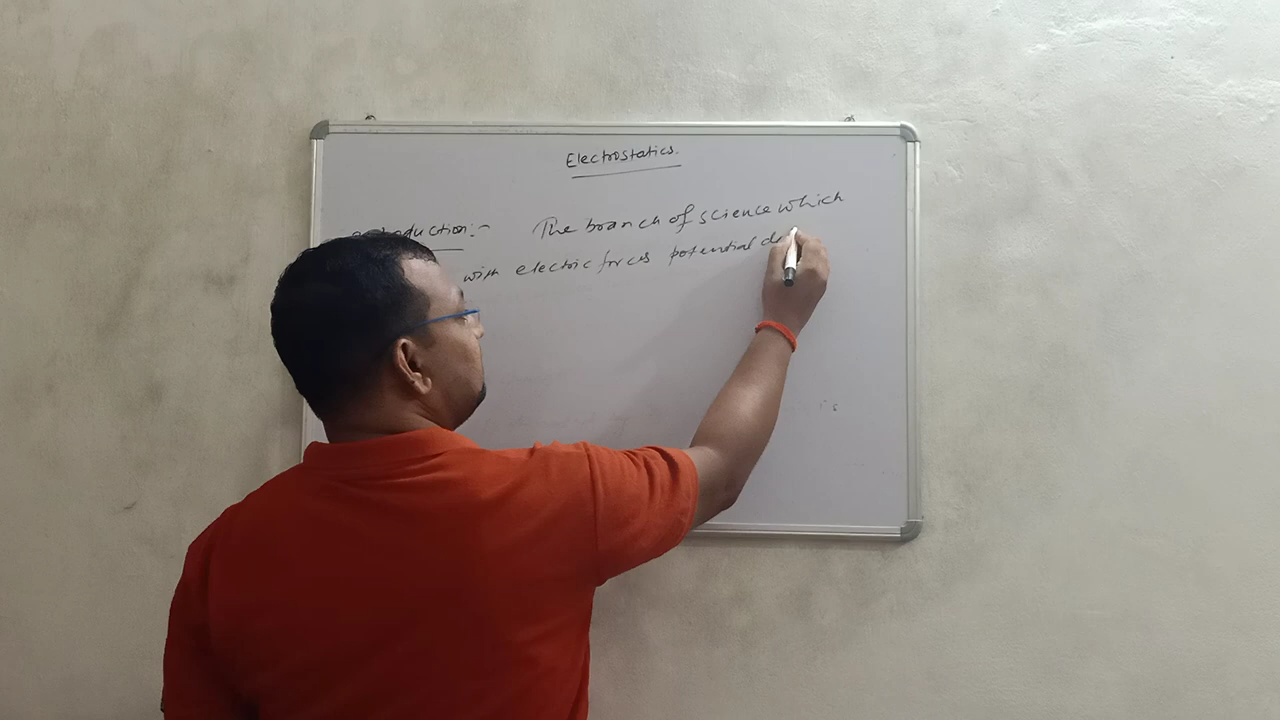 Electrostatics.
The branch of science which
with electric forces potential